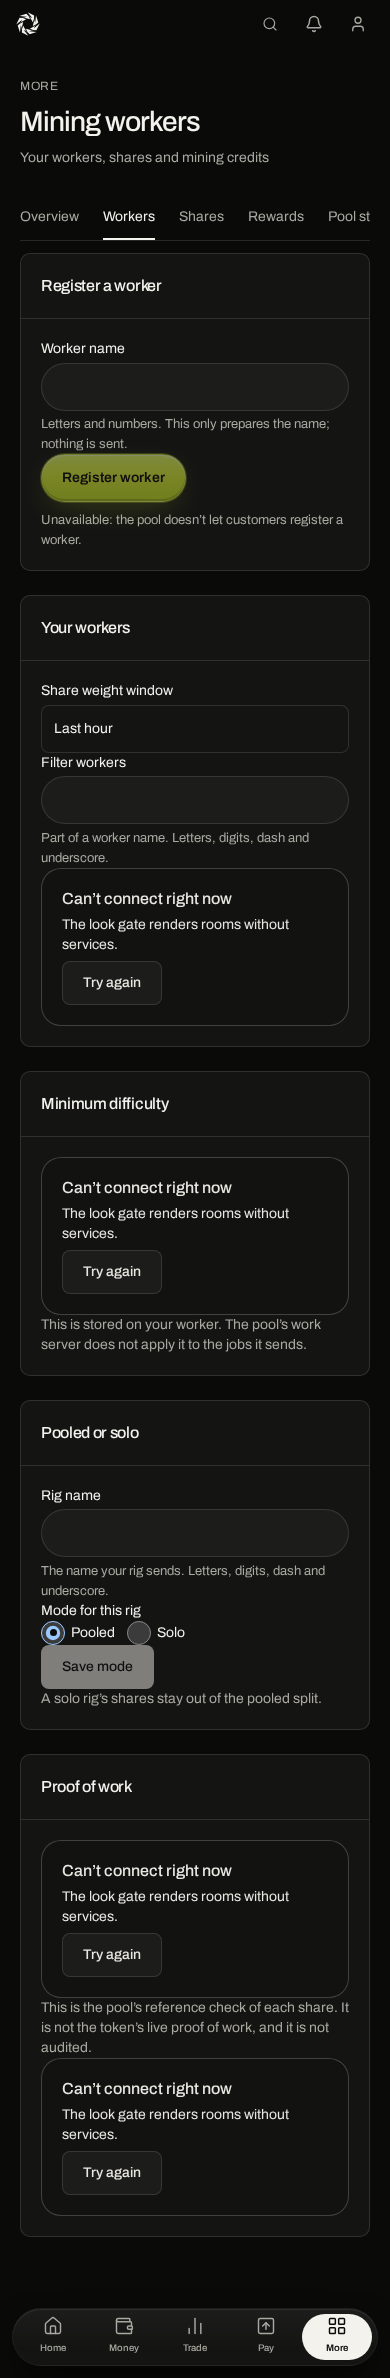 MORE
Mining workers
Your workers, shares and mining credits
Overview Workers Shares Rewards Pool st
Register a worker
Worker name
Letters and numbers. This only prepares the name;
nothing is sent.
Register worker
Unavailable: the pool doesn’t let customers register a
worker.
Your workers
Share weight window
Last hour
Filter workers
Part of a worker name. Letters, digits, dash and
underscore.
Can’t connect right now
The look gate renders rooms without
services.
Try again
Minimum difficulty
Can’t connect right now
The look gate renders rooms without
services.
Try again
This is stored on your worker. The pool’s work
server does not apply it to the jobs it sends.
Pooled or solo
Rig name
The name your rig sends. Letters, digits, dash and
underscore.
Mode for this rig
Pooled Solo
Save mode
A solo rig’s shares stay out of the pooled split.
Proof of work
Can’t connect right now
The look gate renders rooms without
services.
Try again
This is the pool’s reference check of each share. It
is not the token’s live proof of work, and it is not
audited.
Can’t connect right now
The look gate renders rooms without
services.
Try again
Home Money Trade Pay More